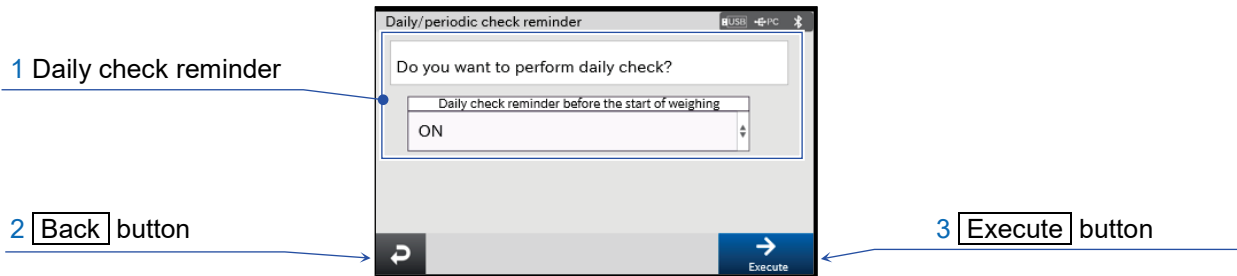 Daily/periodic check reminder USB PC
1 Daily check reminder
Do you want to perform daily check?
Daily check reminder before the start of weighing
ON
2 Back button
3 Execute button
Execute